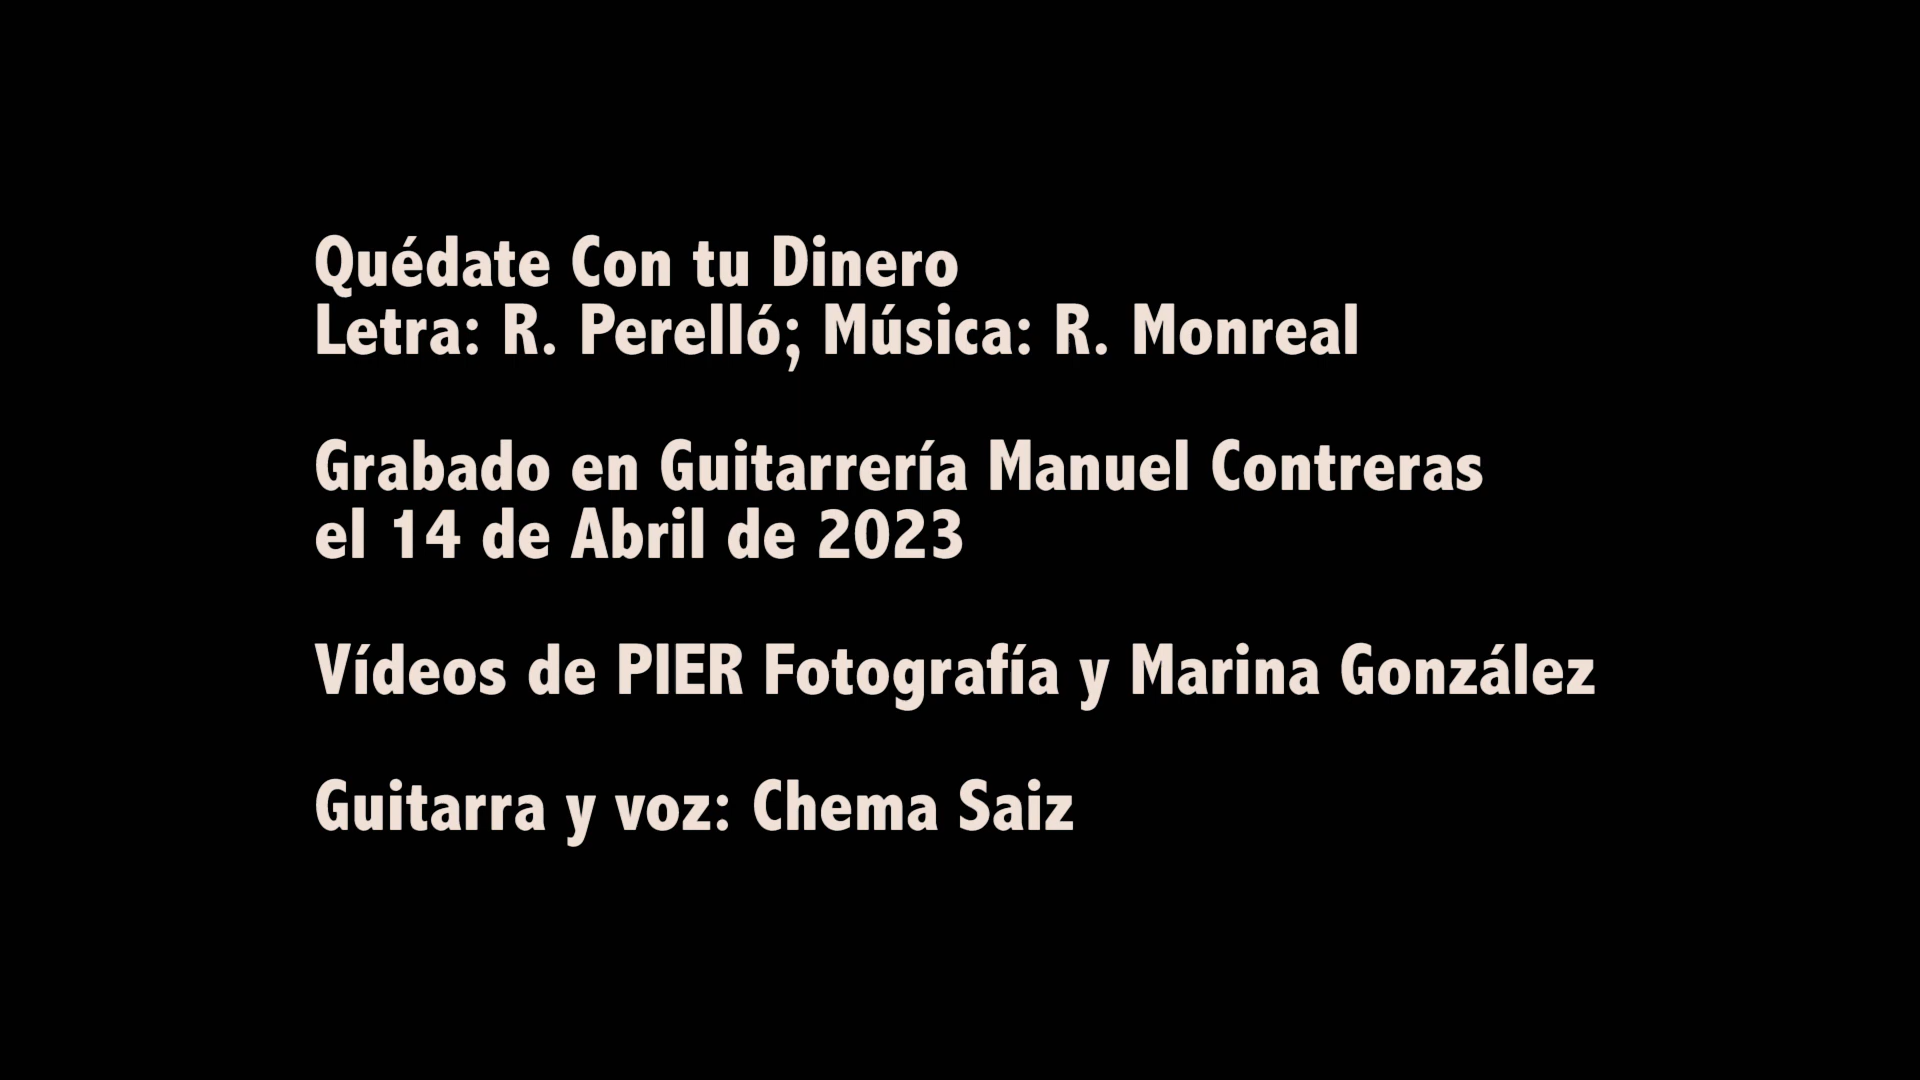 Quédate Con tu Dinero
Letra: R. Perelló; Música: R. Monreal
Grabado en Guitarrería Manuel Contreras
el 14 de Abril de 2023
Vídeos de PIER Fotografía y Marina González
Guitarra y voz: Chema Saiz